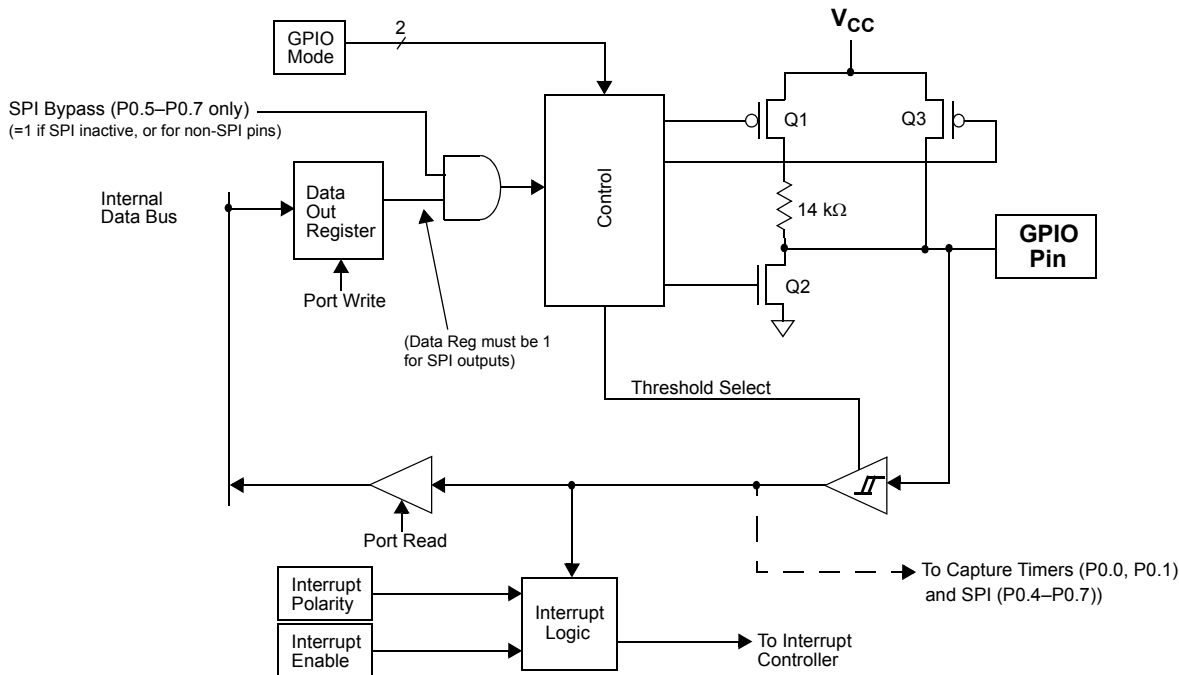 V_CC
GPIO
Mode
2
SPI Bypass (P0.5–P0.7 only)
(=1 if SPI inactive, or for non-SPI pins)
Q1
Q3
Internal
Data Bus
Data
Out
Register
Control
14 kΩ
GPIO
Pin
Port Write
Q2
(Data Reg must be 1
for SPI outputs)
Threshold Select
Port Read
To Capture Timers (P0.0, P0.1)
and SPI (P0.4–P0.7))
Interrupt
Polarity
Interrupt
Logic
Interrupt
Enable
To Interrupt
Controller